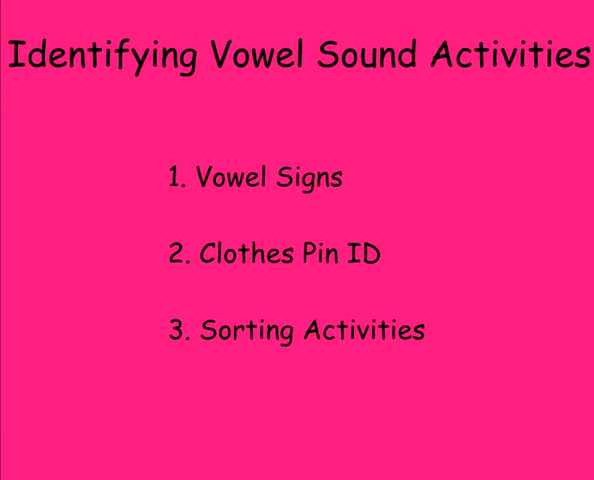 Identifying Vowel Sound Activities
1. Vowel Signs
2. Clothes Pin ID
3. Sorting Activities